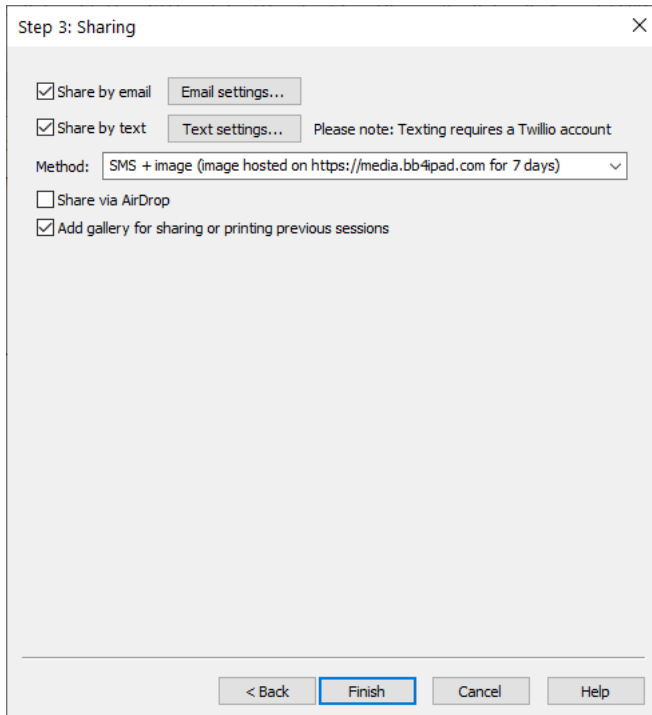 Step 3: Sharing
Share by email Email settings...
Share by text Text settings... Please note: Texting requires a Twillio account
Method: SMS + image (image hosted on https://media.bb4ipad.com for 7 days)
Share via AirDrop
Add gallery for sharing or printing previous sessions
< Back Finish Cancel Help